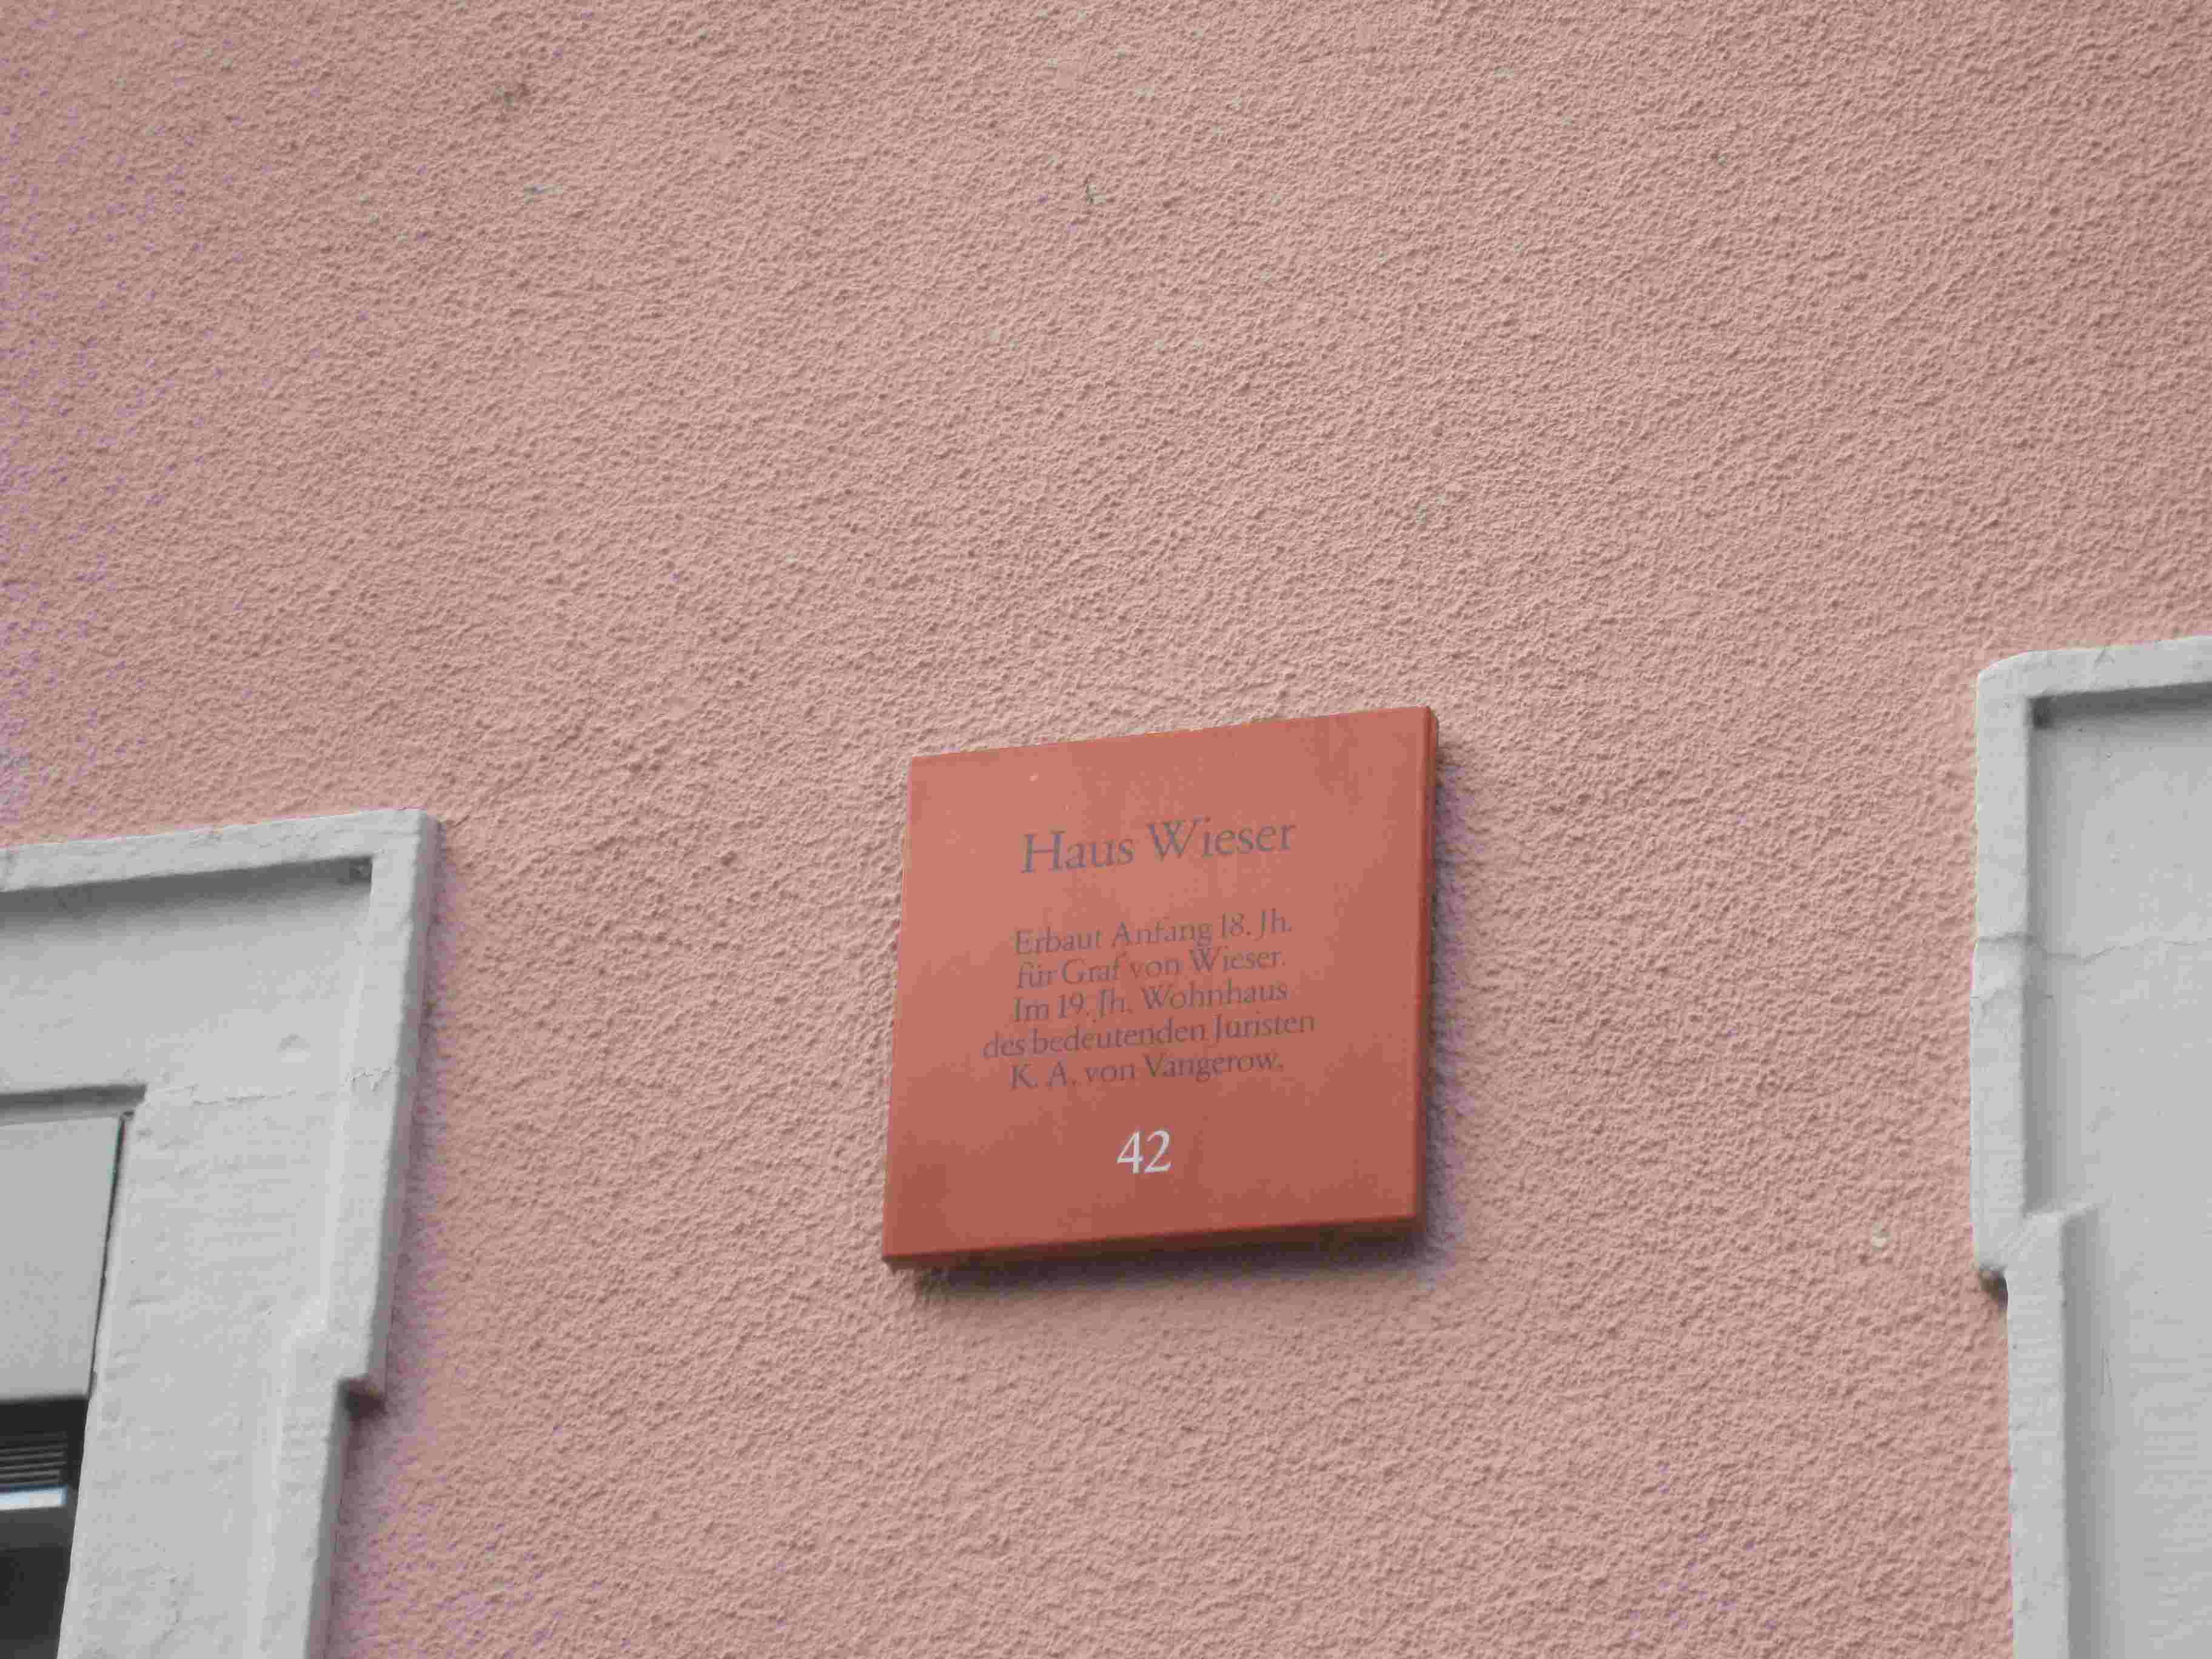 Haus Wieser
Erbaut Anfang 18. Jh.
für Graf von Wieser.
Im 19. Jh. Wohnhaus
des bedeutenden Juristen
K. A. von Vangerow.
42